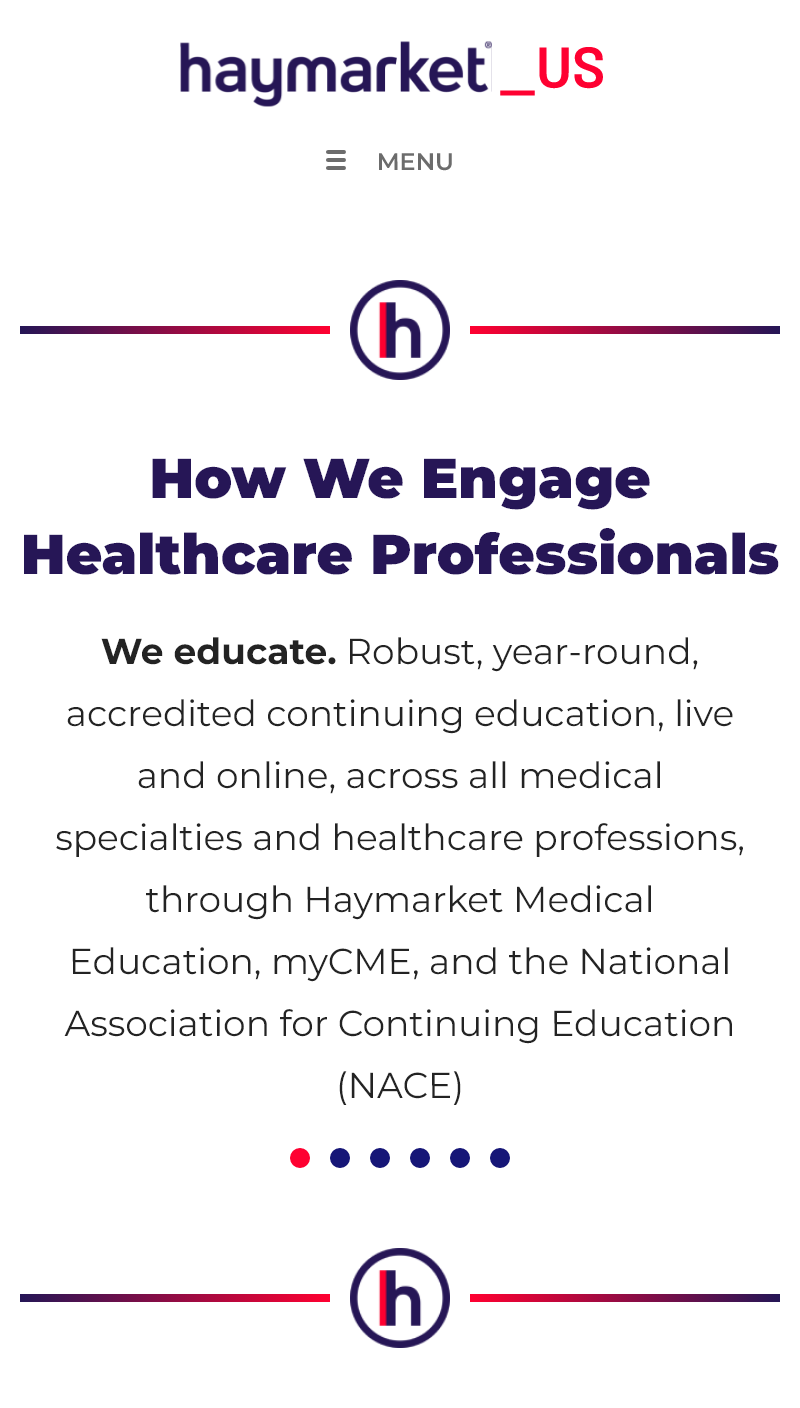 haymarket® _US
MENU
h
How We Engage
Healthcare Professionals
We educate. Robust, year-round,
accredited continuing education, live
and online, across all medical
specialties and healthcare professions,
through Haymarket Medical
Education, myCME, and the National
Association for Continuing Education
(NACE)
h